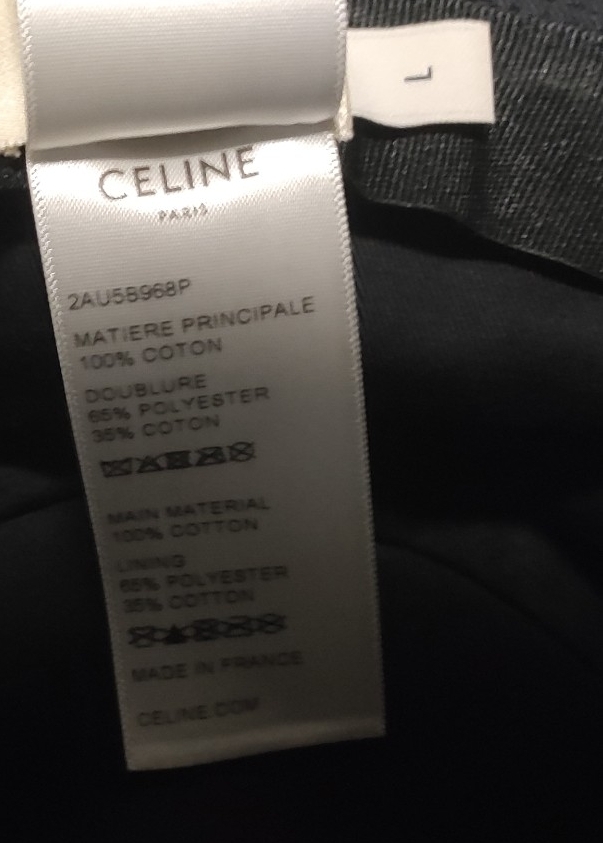 L
CELINE
PARIS
2AU5B968P
MATIERE PRINCIPALE
100% COTON
DOUBLURE
65% POLYESTER
35% COTON
MAIN MATERIAL
100% COTTON
LINING
65% POLYESTER
35% COTTON
MADE IN FRANCE
CELINE.COM